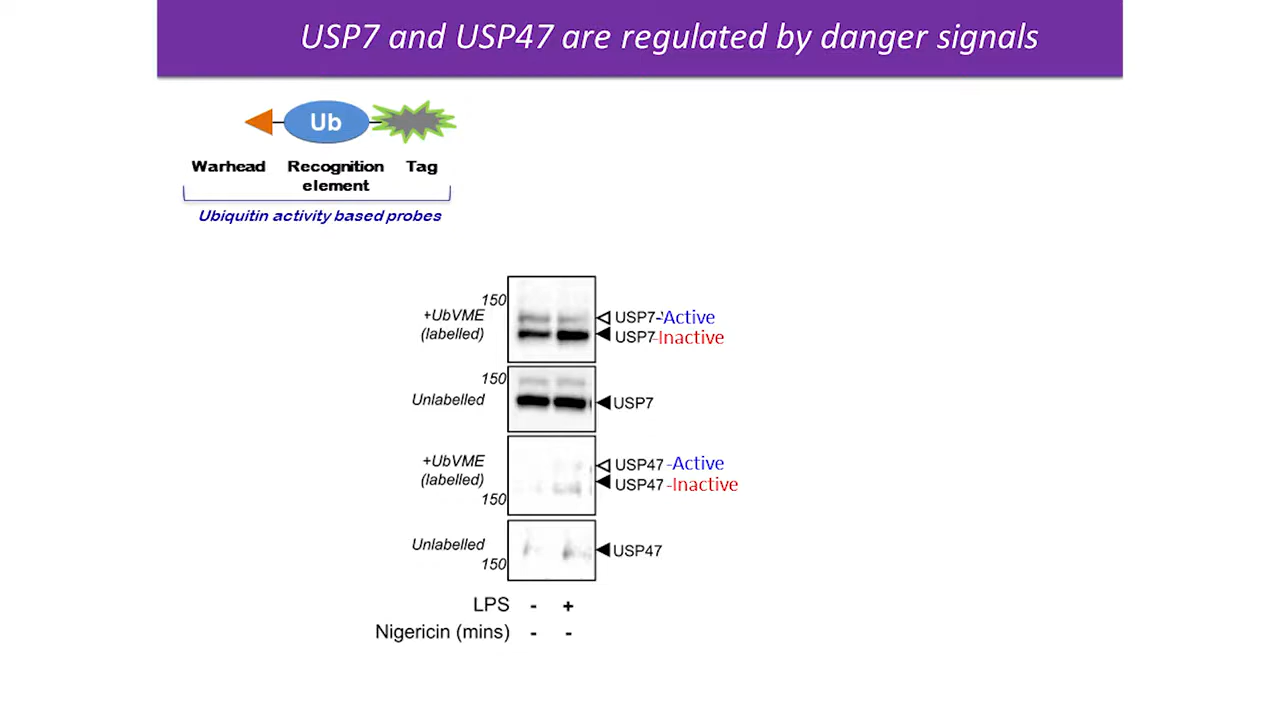 USP7 and USP47 are regulated by danger signals
Ub
Warhead Recognition element Tag
Ubiquitin activity based probes
150
+UbVME (labelled)
USP7-Active
USP7-Inactive
150
Unlabelled
USP7
+UbVME (labelled)
150
USP47 -Active
USP47 -Inactive
Unlabelled
150
USP47
LPS - +
Nigericin (mins) - -